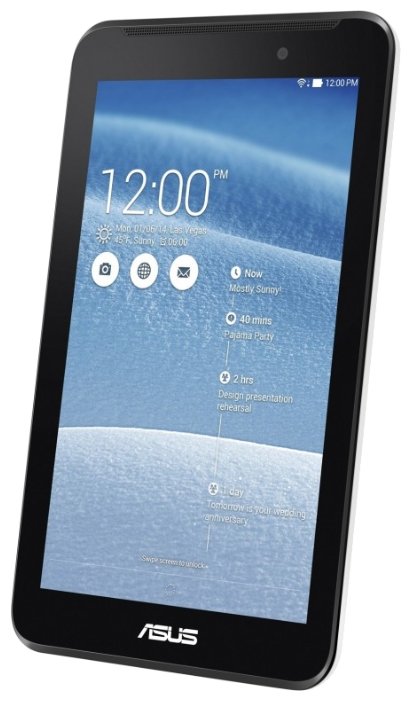 12:00 PM
12:00 PM
Mon, 01/06/14, Las Vegas
45°F, Sunny, 06:00
Now
Mostly Sunny
40 mins
Pajama Party
2 hrs
Design presentation
rehearsal
1 day
Tomorrow is your wedding
anniversary
Swipe screen to unlock
ASUS